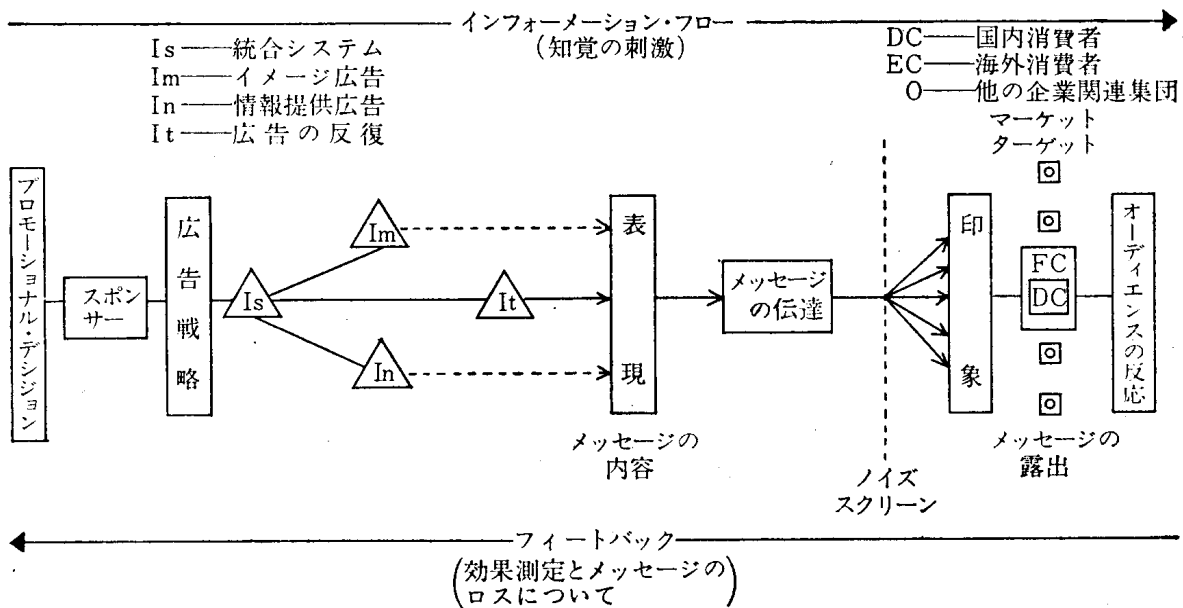 インフォーメーション・フロー
(知覚の刺激)
Is——統合システム
Im——イメージ広告
In——情報提供広告
It——広告の反復
DC——国内消費者
EC——海外消費者
O——他の企業関連集団
マーケット
ターゲット
プロモーショナル・デシジョン
スポン
サー
広告戦略
Is
Im
It
In
表現
メッセージの
内容
メッセージ
の伝達
ノイズ
スクリーン
印象
FC
DC
メッセージの
露出
オーディエンスの反応
フィートバック
(効果測定とメッセージの
ロスについて)